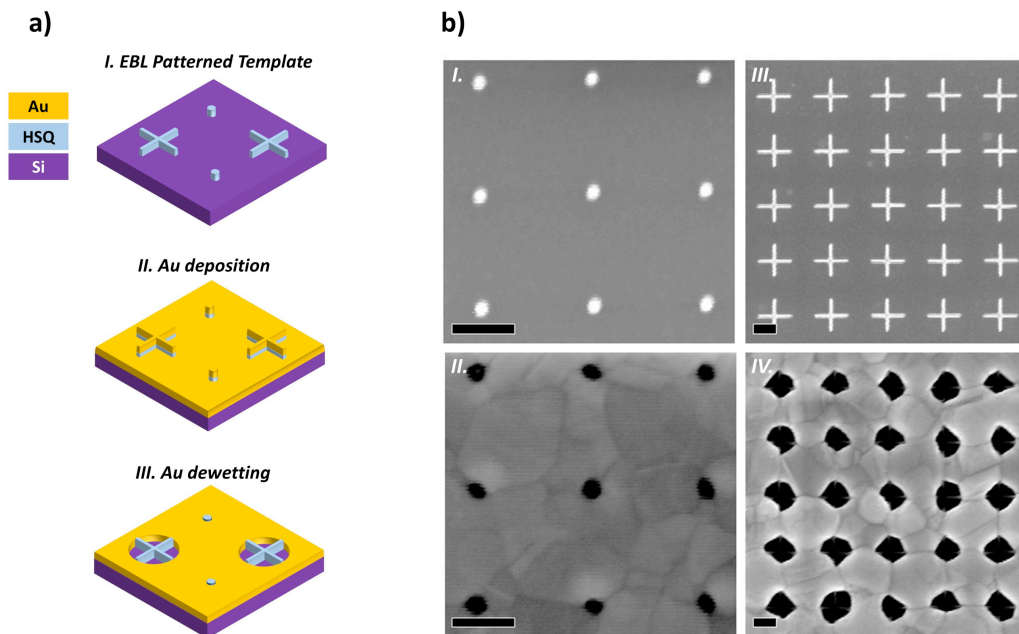 a)
I. EBL Patterned Template
Au
HSQ
Si
II. Au deposition
III. Au dewetting
b)
I.
III.
II.
IV.